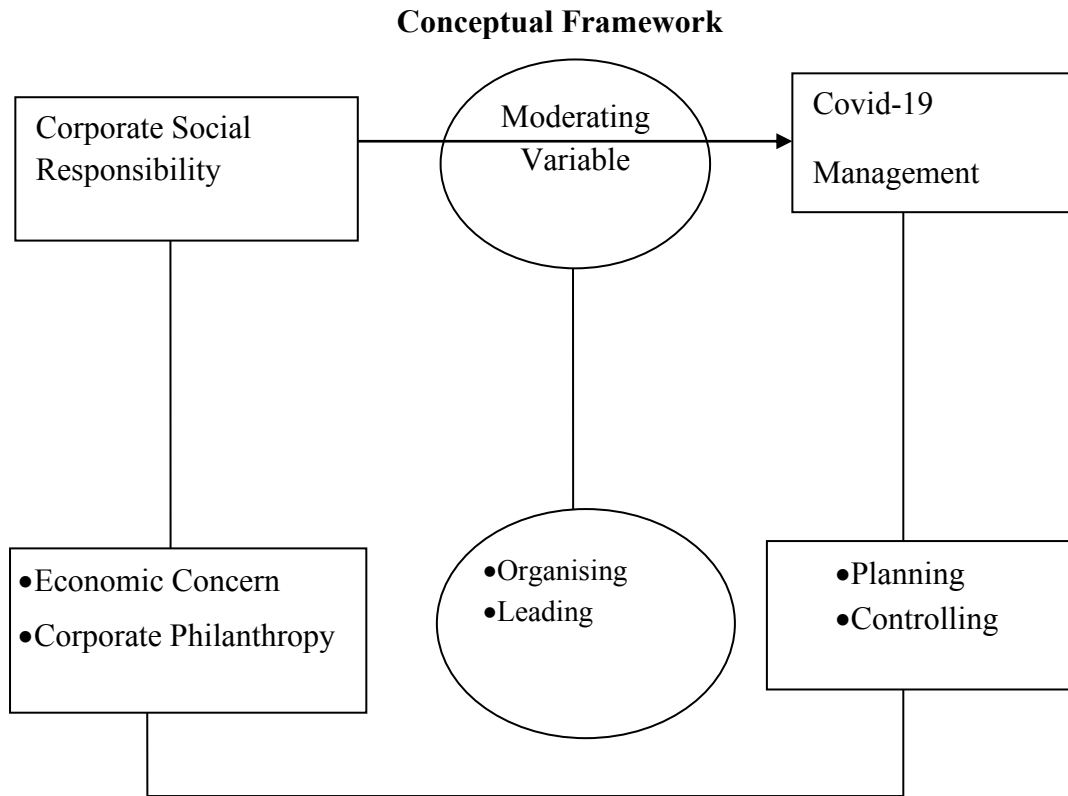 Conceptual Framework
Corporate Social
Responsibility
Moderating
Variable
Covid-19
Management
•Economic Concern
•Corporate Philanthropy
•Organising
•Leading
•Planning
•Controlling